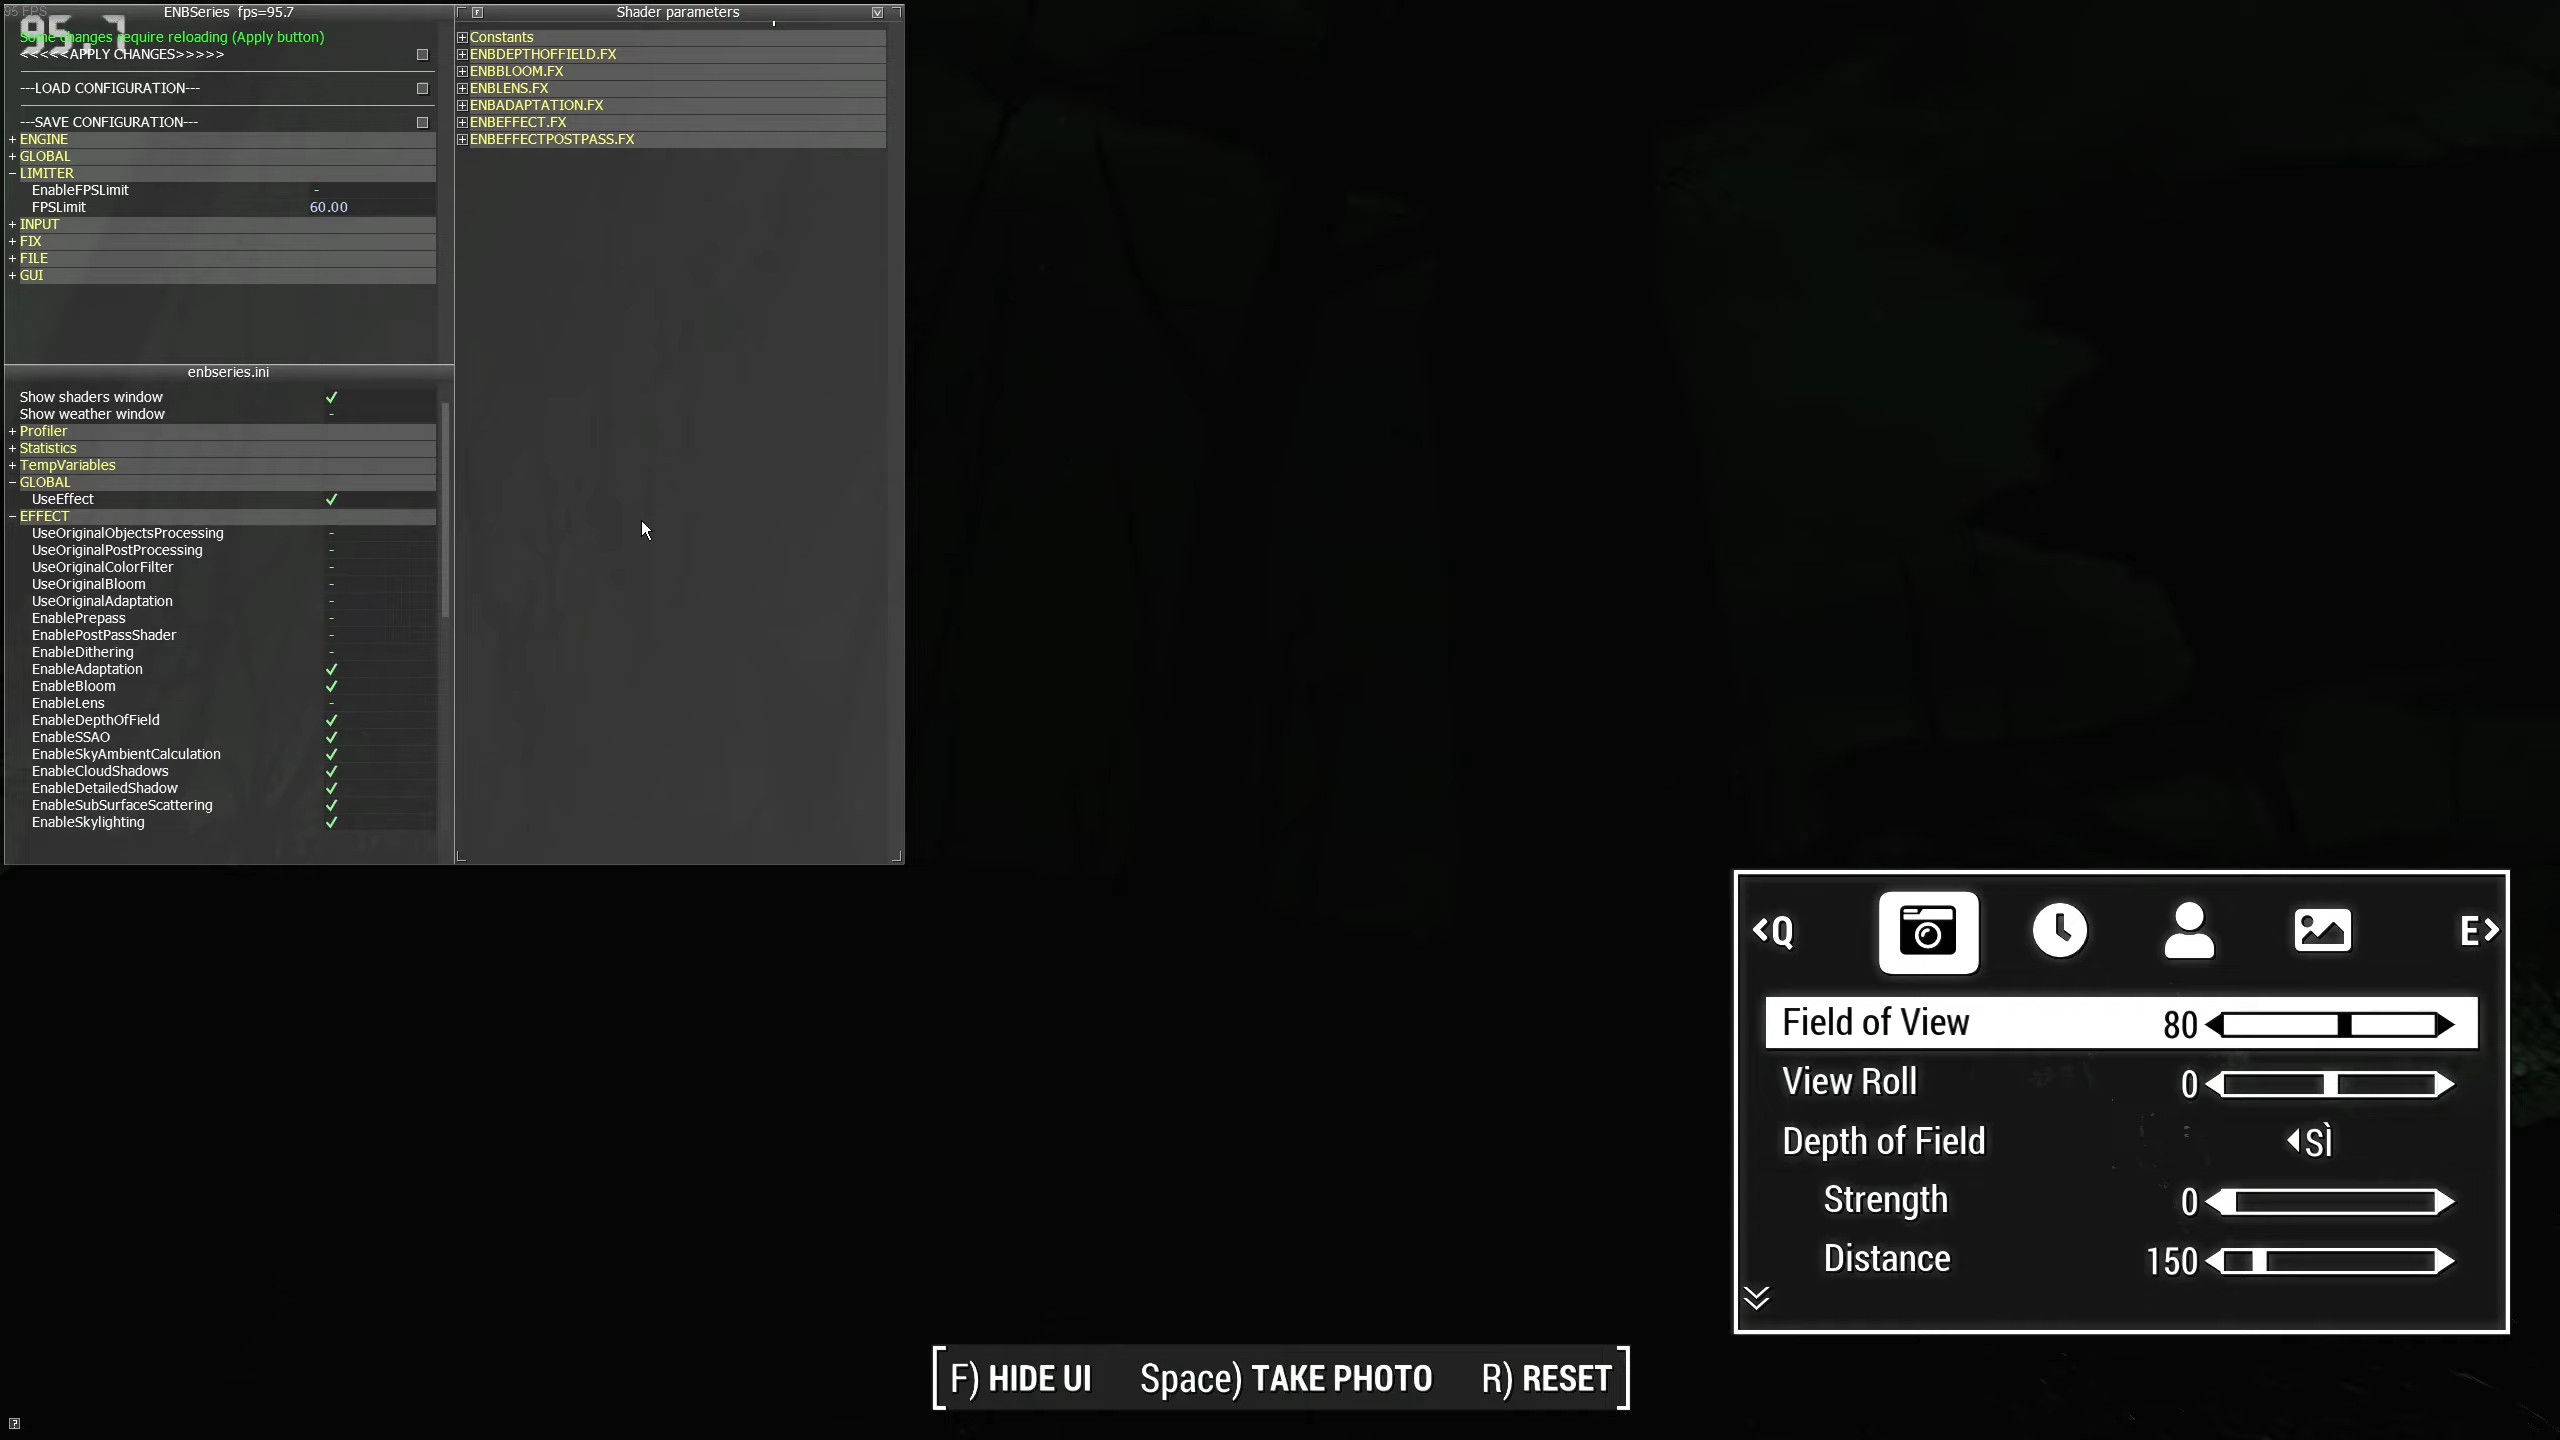 95 FPS
95.7
ENBSeries fps=95.7
Some changes require reloading (Apply button)
<<<<<APPLY CHANGES>>>>>
---LOAD CONFIGURATION---
---SAVE CONFIGURATION---
+ ENGINE
+ GLOBAL
− LIMITER
EnableFPSLimit -
FPSLimit 60.00
+ INPUT
+ FIX
+ FILE
+ GUI
enbseries.ini
Show shaders window ✓
Show weather window -
+ Profiler
+ Statistics
+ TempVariables
− GLOBAL
UseEffect ✓
− EFFECT
UseOriginalObjectsProcessing -
UseOriginalPostProcessing -
UseOriginalColorFilter -
UseOriginalBloom -
UseOriginalAdaptation -
EnablePrepass -
EnablePostPassShader -
EnableDithering -
EnableAdaptation ✓
EnableBloom ✓
EnableLens -
EnableDepthOfField ✓
EnableSSAO ✓
EnableSkyAmbientCalculation ✓
EnableCloudShadows ✓
EnableDetailedShadow ✓
EnableSubSurfaceScattering ✓
EnableSkylighting ✓
Shader parameters
Constants
ENBDEPTHOFFIELD.FX
ENBBLOOM.FX
ENBLENS.FX
ENBADAPTATION.FX
ENBEFFECT.FX
ENBEFFECTPOSTPASS.FX
<Q E>
Field of View 80
View Roll 0
Depth of Field SÌ
Strength 0
Distance 150
F) HIDE UI Space) TAKE PHOTO R) RESET
?